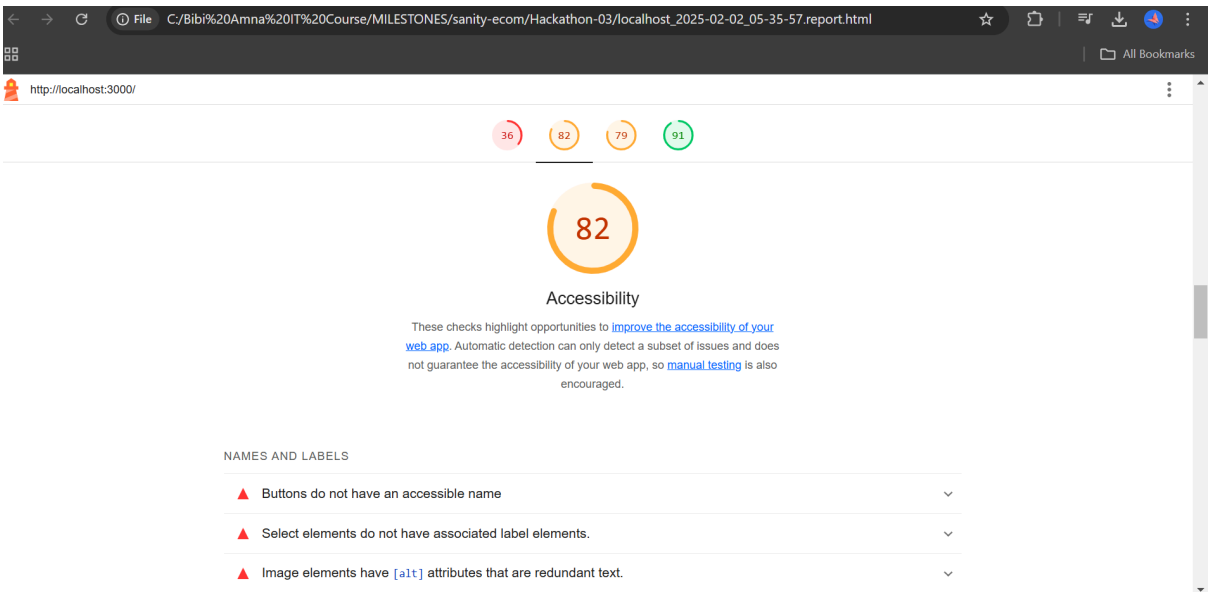 File C:/Bibi%20Amna%20IT%20Course/MILESTONES/sanity-ecom/Hackathon-03/localhost_2025-02-02_05-35-57.report.html
All Bookmarks
http://localhost:3000/
36 82 79 91
82
Accessibility
These checks highlight opportunities to improve the accessibility of your
web app. Automatic detection can only detect a subset of issues and does
not guarantee the accessibility of your web app, so manual testing is also
encouraged.
NAMES AND LABELS
Buttons do not have an accessible name
Select elements do not have associated label elements.
Image elements have [alt] attributes that are redundant text.